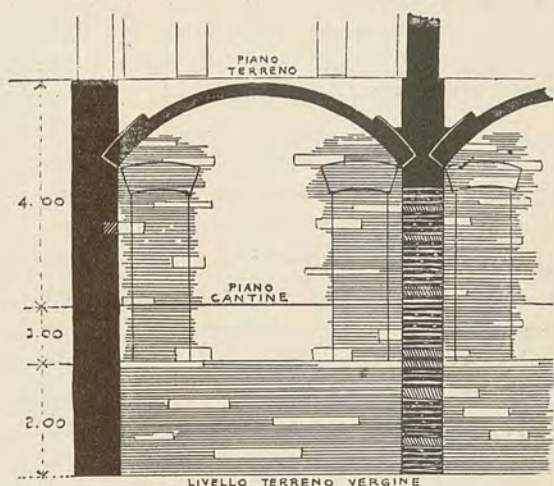 PIANO
TERRENO
4.00
PIANO
CANTINE
1.00
2.00
LIVELLO TERRENO VERGINE